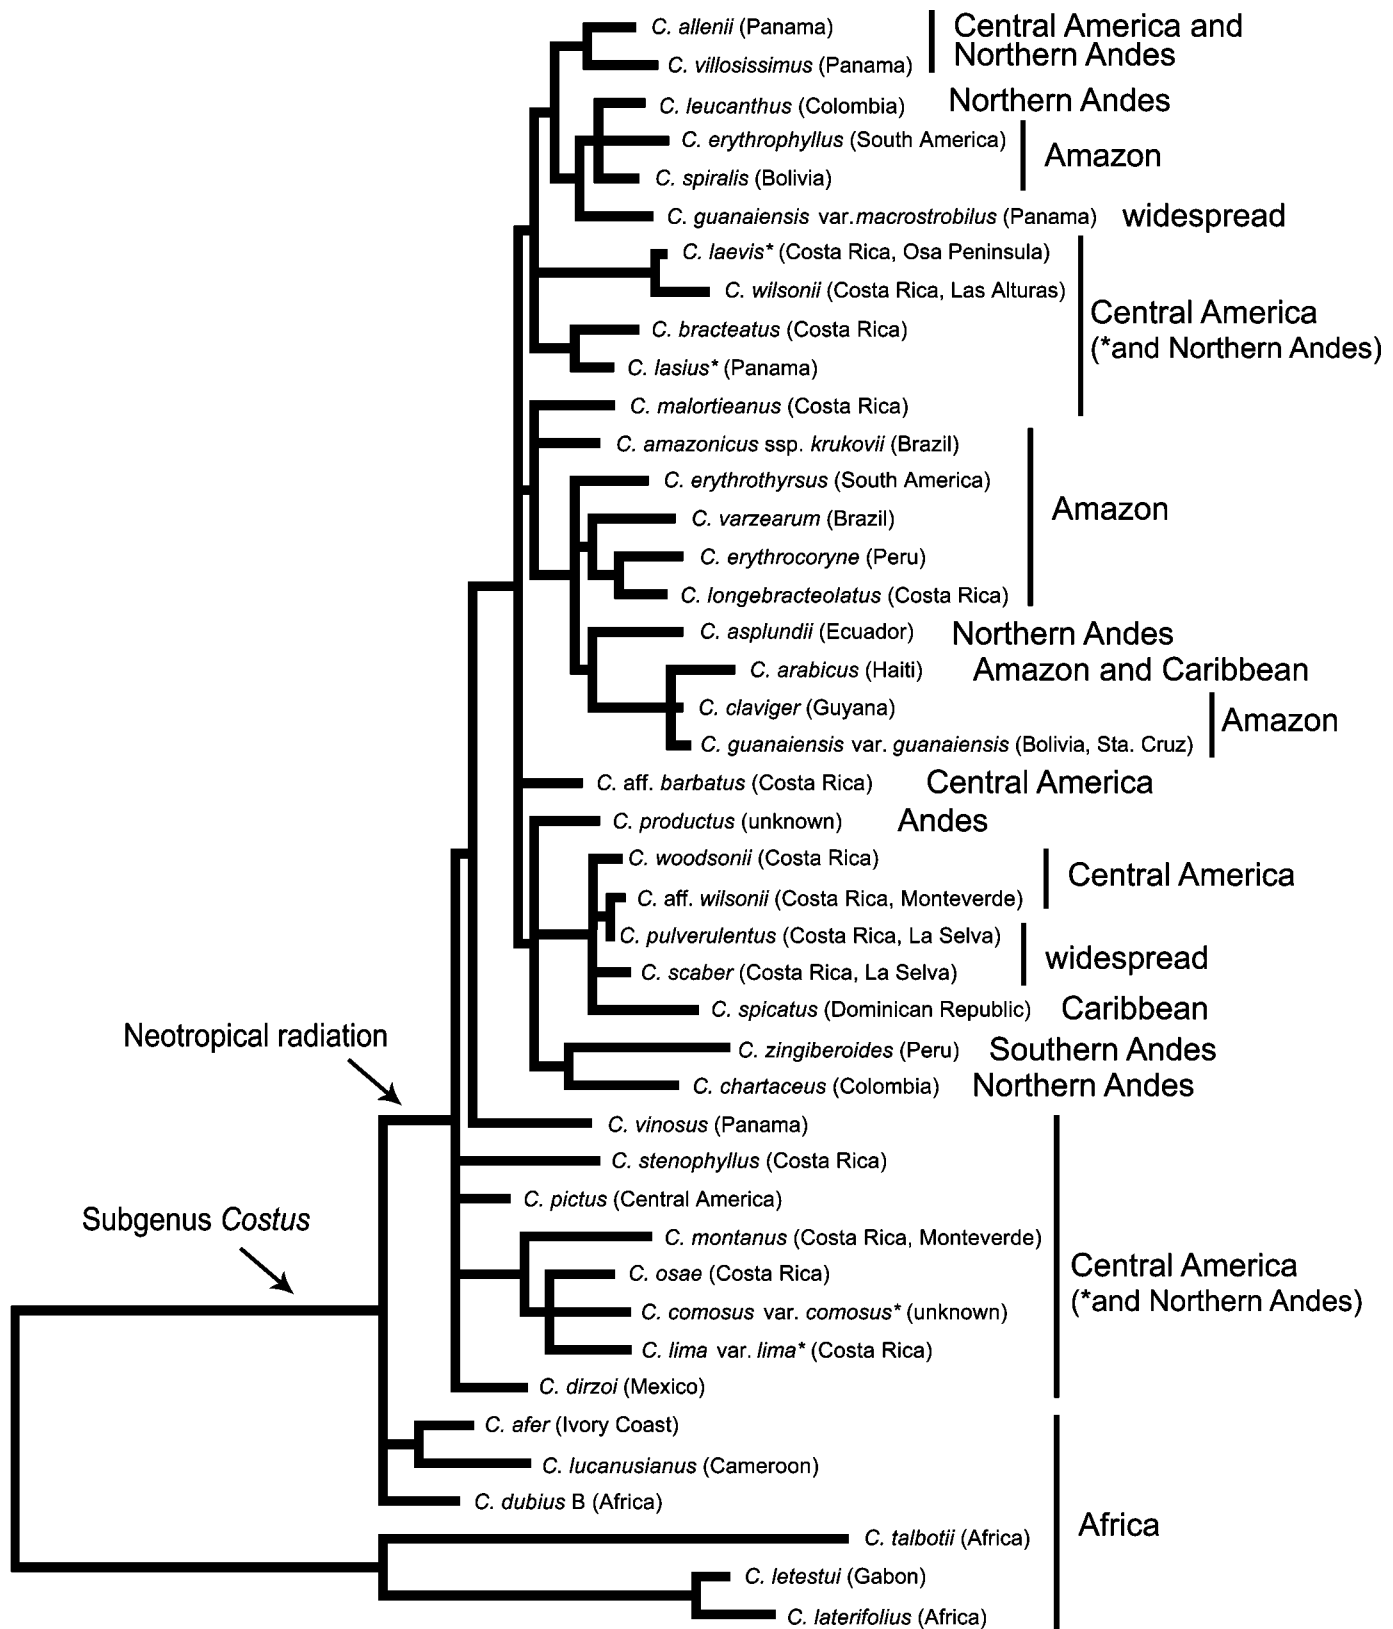 C. allenii (Panama)
Central America and
Northern Andes
C. villosissimus (Panama)
C. leucanthus (Colombia)
Northern Andes
C. erythrophyllus (South America)
Amazon
C. spiralis (Bolivia)
C. guanaiensis var.macrostrobilus (Panama)
widespread
C. laevis* (Costa Rica, Osa Peninsula)
C. wilsonii (Costa Rica, Las Alturas)
Central America
(*and Northern Andes)
C. bracteatus (Costa Rica)
C. lasius* (Panama)
C. malortieanus (Costa Rica)
C. amazonicus ssp. krukovii (Brazil)
C. erythrothyrsus (South America)
Amazon
C. varzearum (Brazil)
C. erythrocoryne (Peru)
C. longebracteolatus (Costa Rica)
C. asplundii (Ecuador)
Northern Andes
C. arabicus (Haiti)
Amazon and Caribbean
C. claviger (Guyana)
Amazon
C. guanaiensis var. guanaiensis (Bolivia, Sta. Cruz)
C. aff. barbatus (Costa Rica)
Central America
C. productus (unknown)
Andes
C. woodsonii (Costa Rica)
Central America
C. aff. wilsonii (Costa Rica, Monteverde)
C. pulverulentus (Costa Rica, La Selva)
widespread
C. scaber (Costa Rica, La Selva)
C. spicatus (Dominican Republic)
Caribbean
Neotropical radiation
C. zingiberoides (Peru)
Southern Andes
C. chartaceus (Colombia)
Northern Andes
C. vinosus (Panama)
C. stenophyllus (Costa Rica)
C. pictus (Central America)
Subgenus Costus
C. montanus (Costa Rica, Monteverde)
Central America
(*and Northern Andes)
C. osae (Costa Rica)
C. comosus var. comosus* (unknown)
C. lima var. lima* (Costa Rica)
C. dirzoi (Mexico)
C. afer (Ivory Coast)
C. lucanusianus (Cameroon)
C. dubius B (Africa)
Africa
C. talbotii (Africa)
C. letestui (Gabon)
C. laterifolius (Africa)